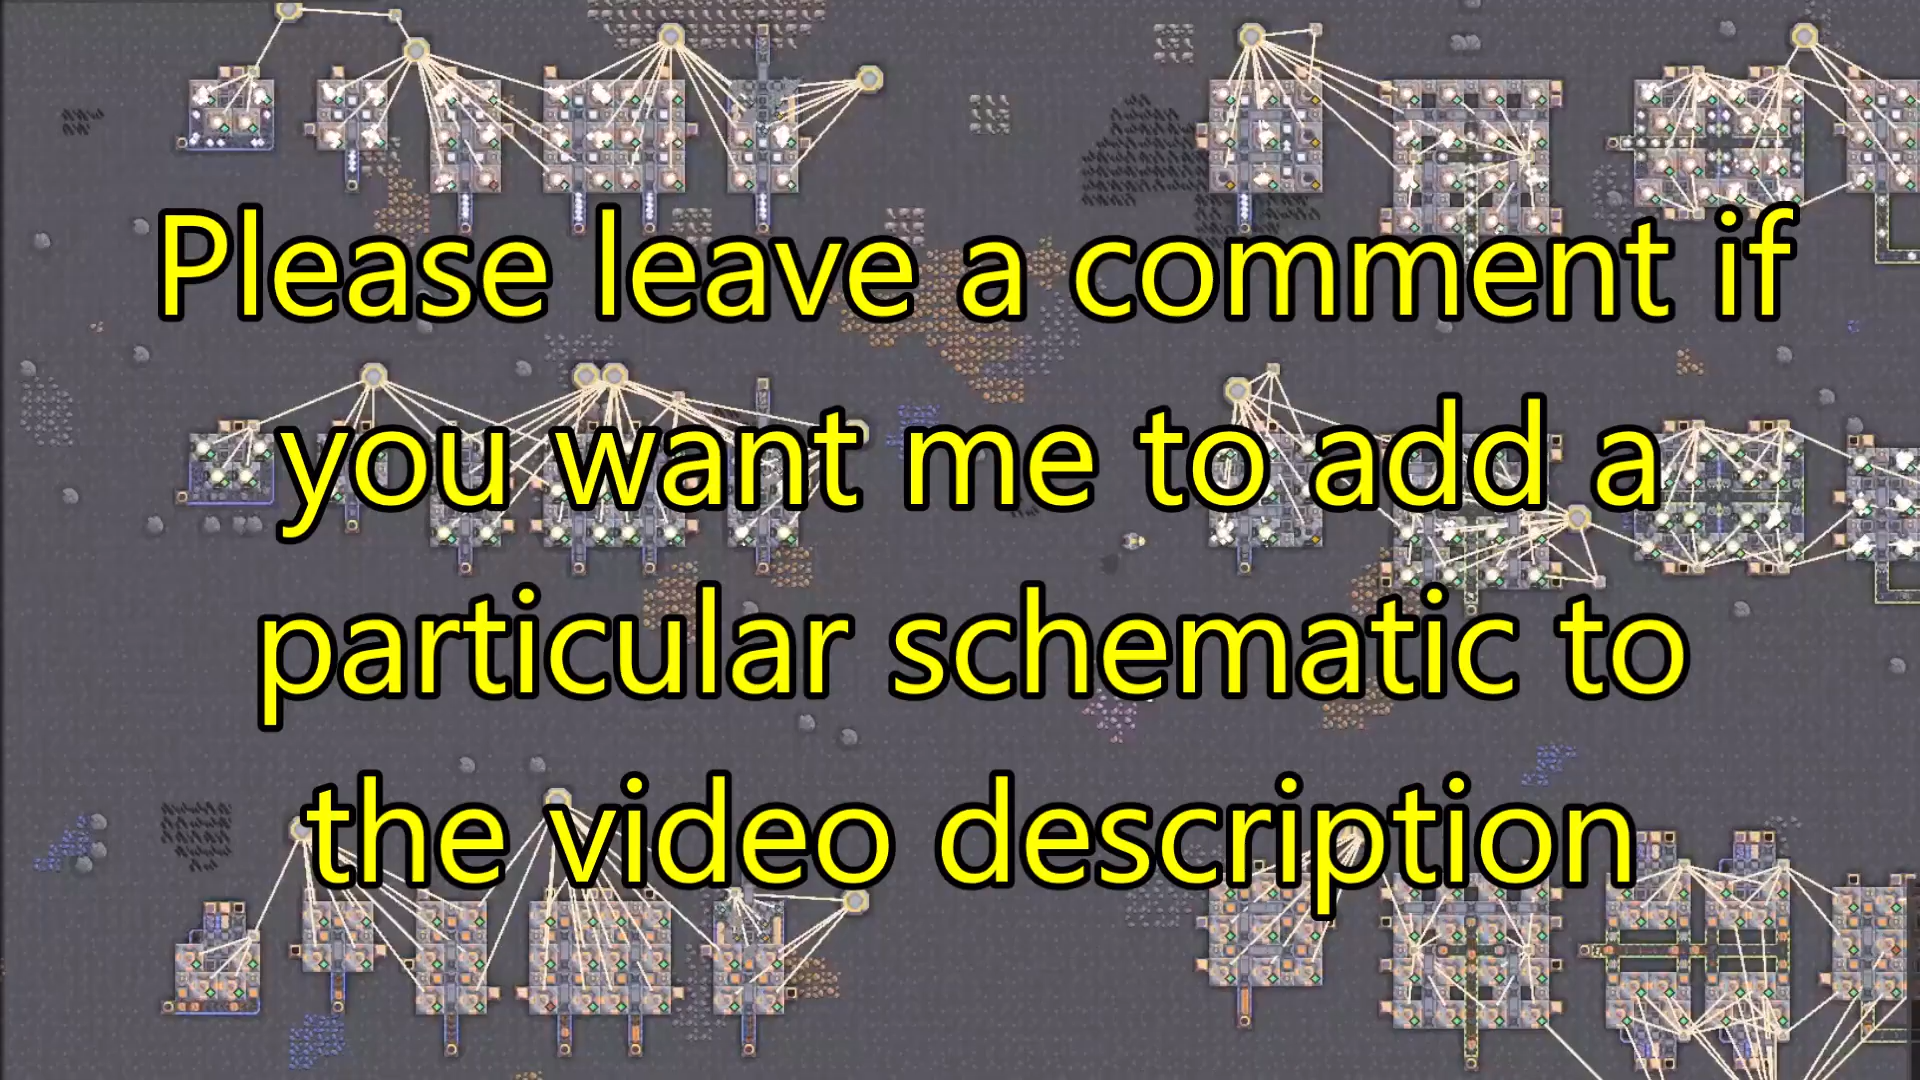 Please leave a comment if
you want me to add a
particular schematic to
the video description